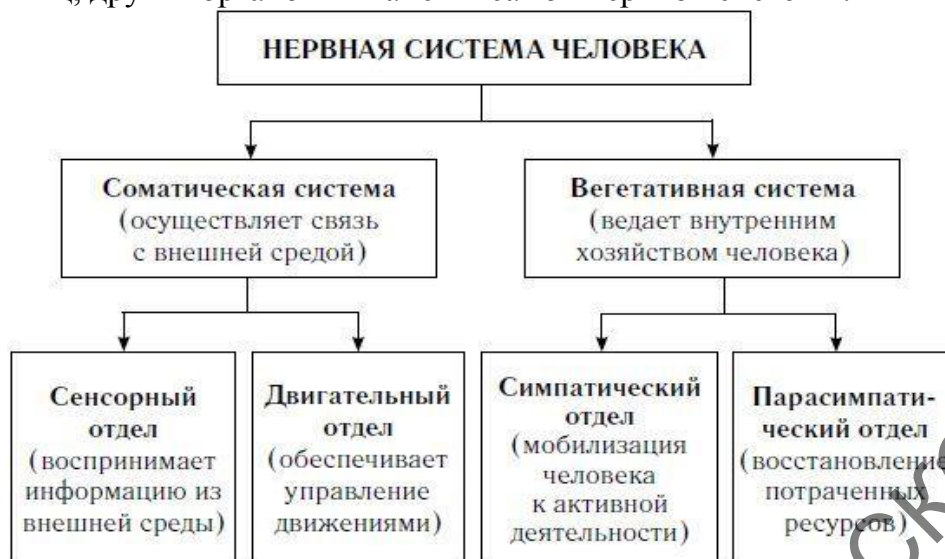 НЕРВНАЯ СИСТЕМА ЧЕЛОВЕКА
Соматическая система
(осуществляет связь
с внешней средой)
Вегетативная система
(ведает внутренним
хозяйством человека)
Сенсорный
отдел
(воспринимает
информацию из
внешней среды)
Двигательный
отдел
(обеспечивает
управление
движениями)
Симпатический
отдел
(мобилизация
человека
к активной
деятельности)
Парасимпати-
ческий отдел
(восстановление
потраченных
ресурсов)